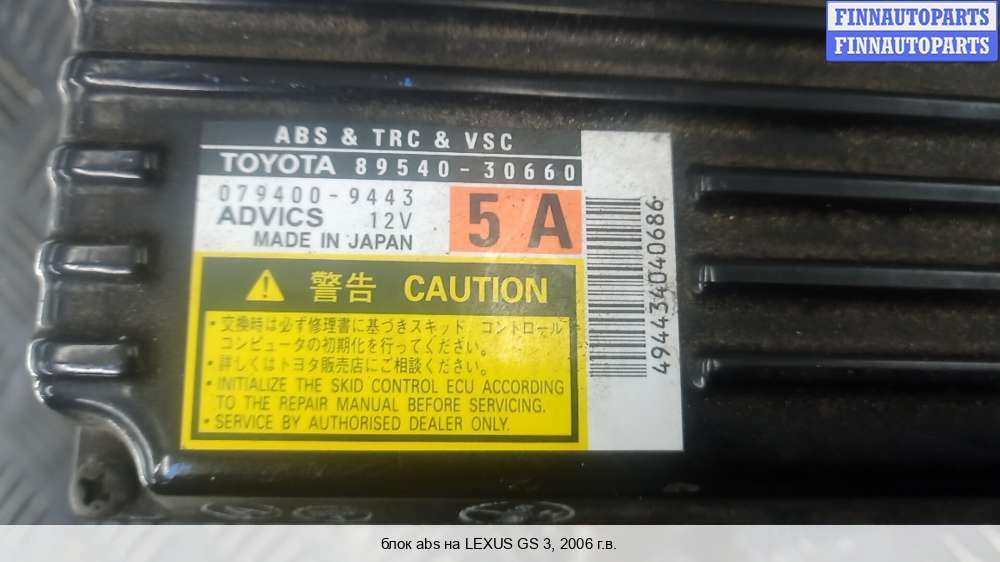 FINNAUTOPARTS
FINNAUTOPARTS
ABS & TRC & VSC
TOYOTA 89540-30660
079400-9443
ADVICS 12V
MADE IN JAPAN
5A
494434040686
警告 CAUTION
・交換時は必ず修理書に基づきスキッド コントロール
コンピュータの初期化を行ってください。
・詳しくはトヨタ販売店にご相談ください。
・INITIALIZE THE SKID CONTROL ECU ACCORDING
TO THE REPAIR MANUAL BEFORE SERVICING.
・SERVICE BY AUTHORISED DEALER ONLY.
блок abs на LEXUS GS 3, 2006 г.в.